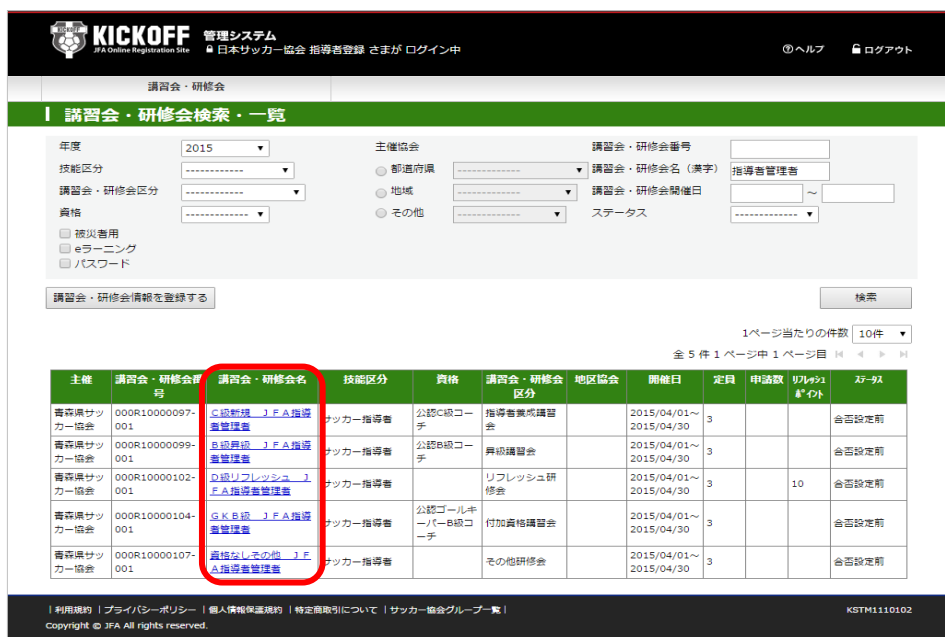 KICKOFF
JFA Online Registration Site
管理システム
日本サッカー協会 指導者登録 さまが ログイン中
ヘルプ
ログアウト
講習会・研修会
講習会・研修会検索・一覧
年度 2015 主催協会 講習会・研修会番号
技能区分 ------------- 都道府県 ------------- 講習会・研修会名（漢字） 指導者管理者
講習会・研修会区分 ------------- 地域 ------------- 講習会・研修会開催日 ～
資格 ------------- その他 ------------- ステータス -------------
被災者用
eラーニング
パスワード
講習会・研修会情報を登録する 検索
1ページ当たりの件数 10件
全 5 件 1 ページ中 1 ページ目
主催 講習会・研修会番号 講習会・研修会名 技能区分 資格 講習会・研修会区分 地区協会 開催日 定員 申請数 リフレッシュポイント ステータス
青森県サッカー協会 000R10000097-001 C級新規 JFA指導者管理者 サッカー指導者 公認C級コーチ 指導者養成講習会 2015/04/01～2015/04/30 3 合否設定前
青森県サッカー協会 000R10000099-001 B級昇級 JFA指導者管理者 サッカー指導者 公認B級コーチ 昇級講習会 2015/04/01～2015/04/30 3 合否設定前
青森県サッカー協会 000R10000102-001 D級リフレッシュ JFA指導者管理者 サッカー指導者 リフレッシュ研修会 2015/04/01～2015/04/30 3 10 合否設定前
青森県サッカー協会 000R10000104-001 GKB級 JFA指導者管理者 サッカー指導者 公認ゴールキーパーB級コーチ 付加資格講習会 2015/04/01～2015/04/30 3 合否設定前
青森県サッカー協会 000R10000107-001 資格なしその他 JFA指導者管理者 サッカー指導者 その他研修会 2015/04/01～2015/04/30 3 合否設定前
| 利用規約 | プライバシーポリシー | 個人情報保護規約 | 特定商取引について | サッカー協会グループ一覧 | KSTM1110102
Copyright © JFA All rights reserved.